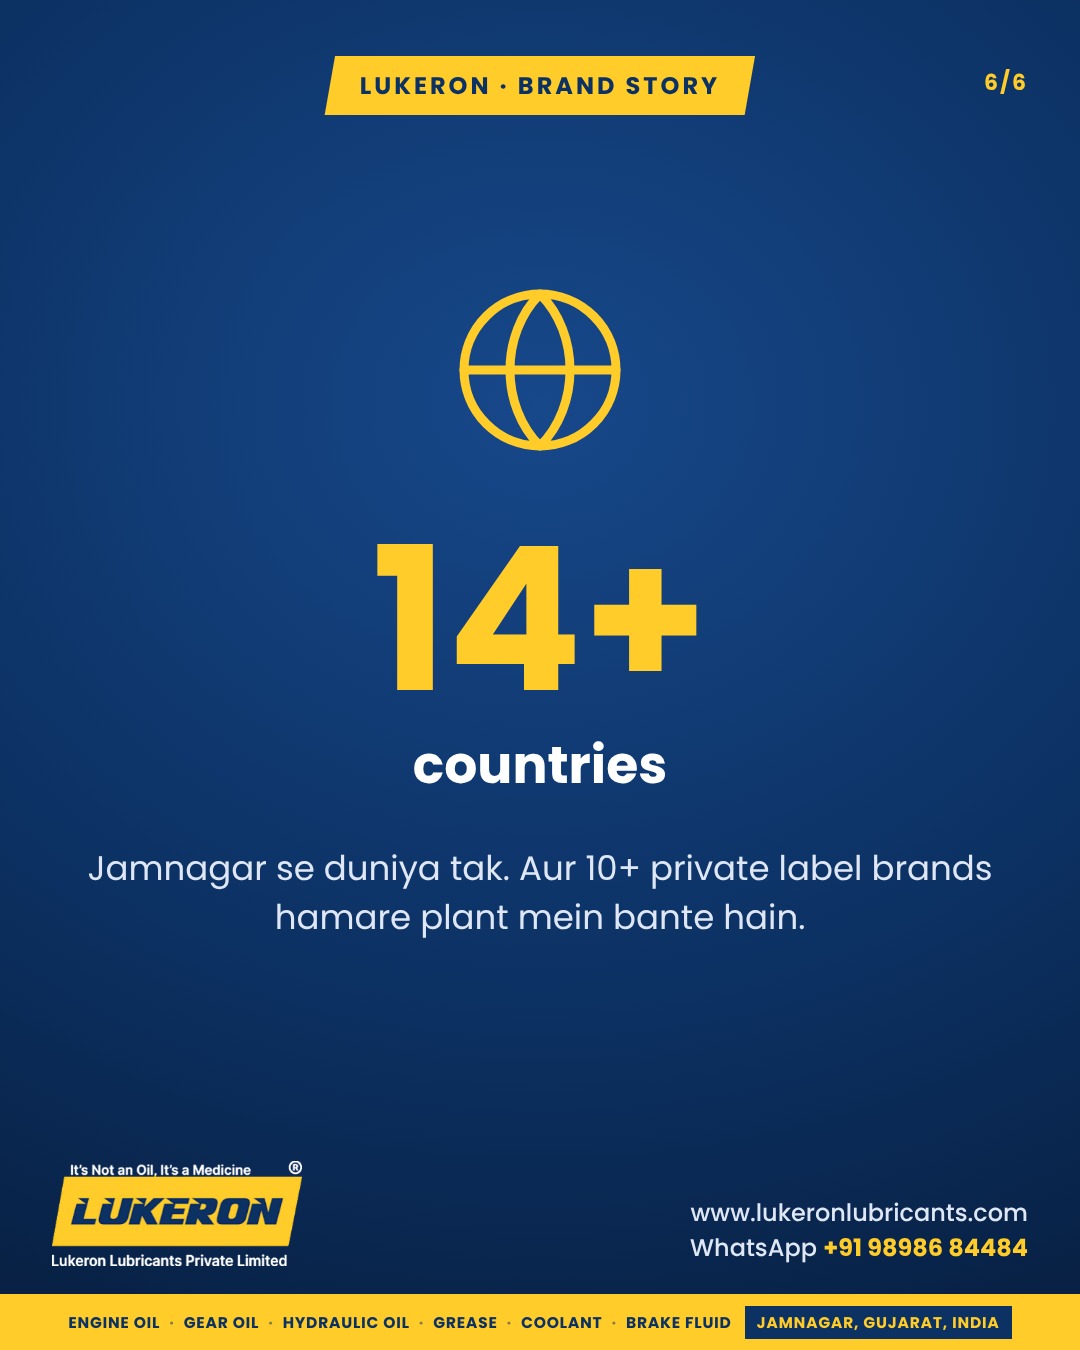 LUKERON · BRAND STORY
6/6
14+
countries
Jamnagar se duniya tak. Aur 10+ private label brands
hamare plant mein bante hain.
It's Not an Oil, It's a Medicine ®
LUKERON
Lukeron Lubricants Private Limited
www.lukeronlubricants.com
WhatsApp +91 98986 84484
ENGINE OIL · GEAR OIL · HYDRAULIC OIL · GREASE · COOLANT · BRAKE FLUID JAMNAGAR, GUJARAT, INDIA